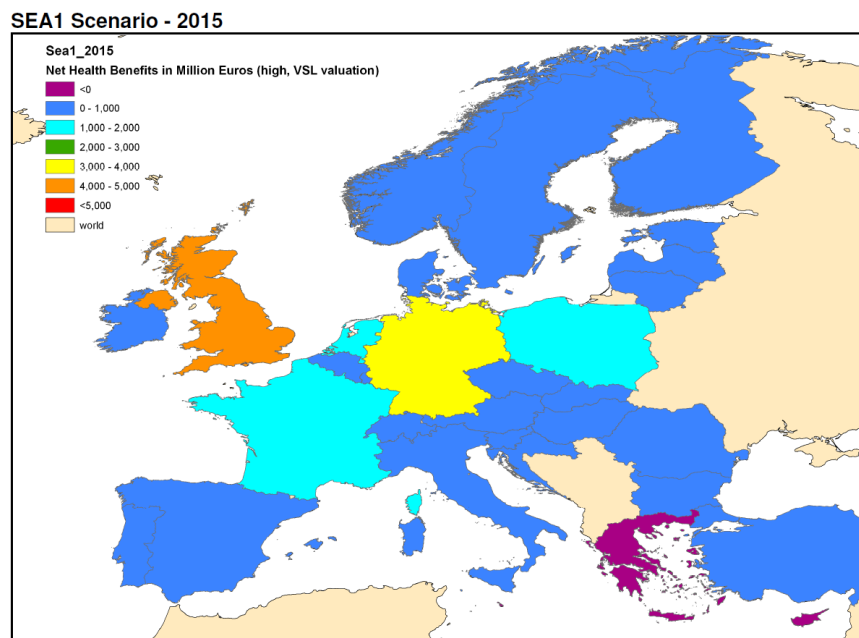 SEA1 Scenario - 2015
Sea1_2015
Net Health Benefits in Million Euros (high, VSL valuation)
<0
0 - 1,000
1,000 - 2,000
2,000 - 3,000
3,000 - 4,000
4,000 - 5,000
<5,000
world